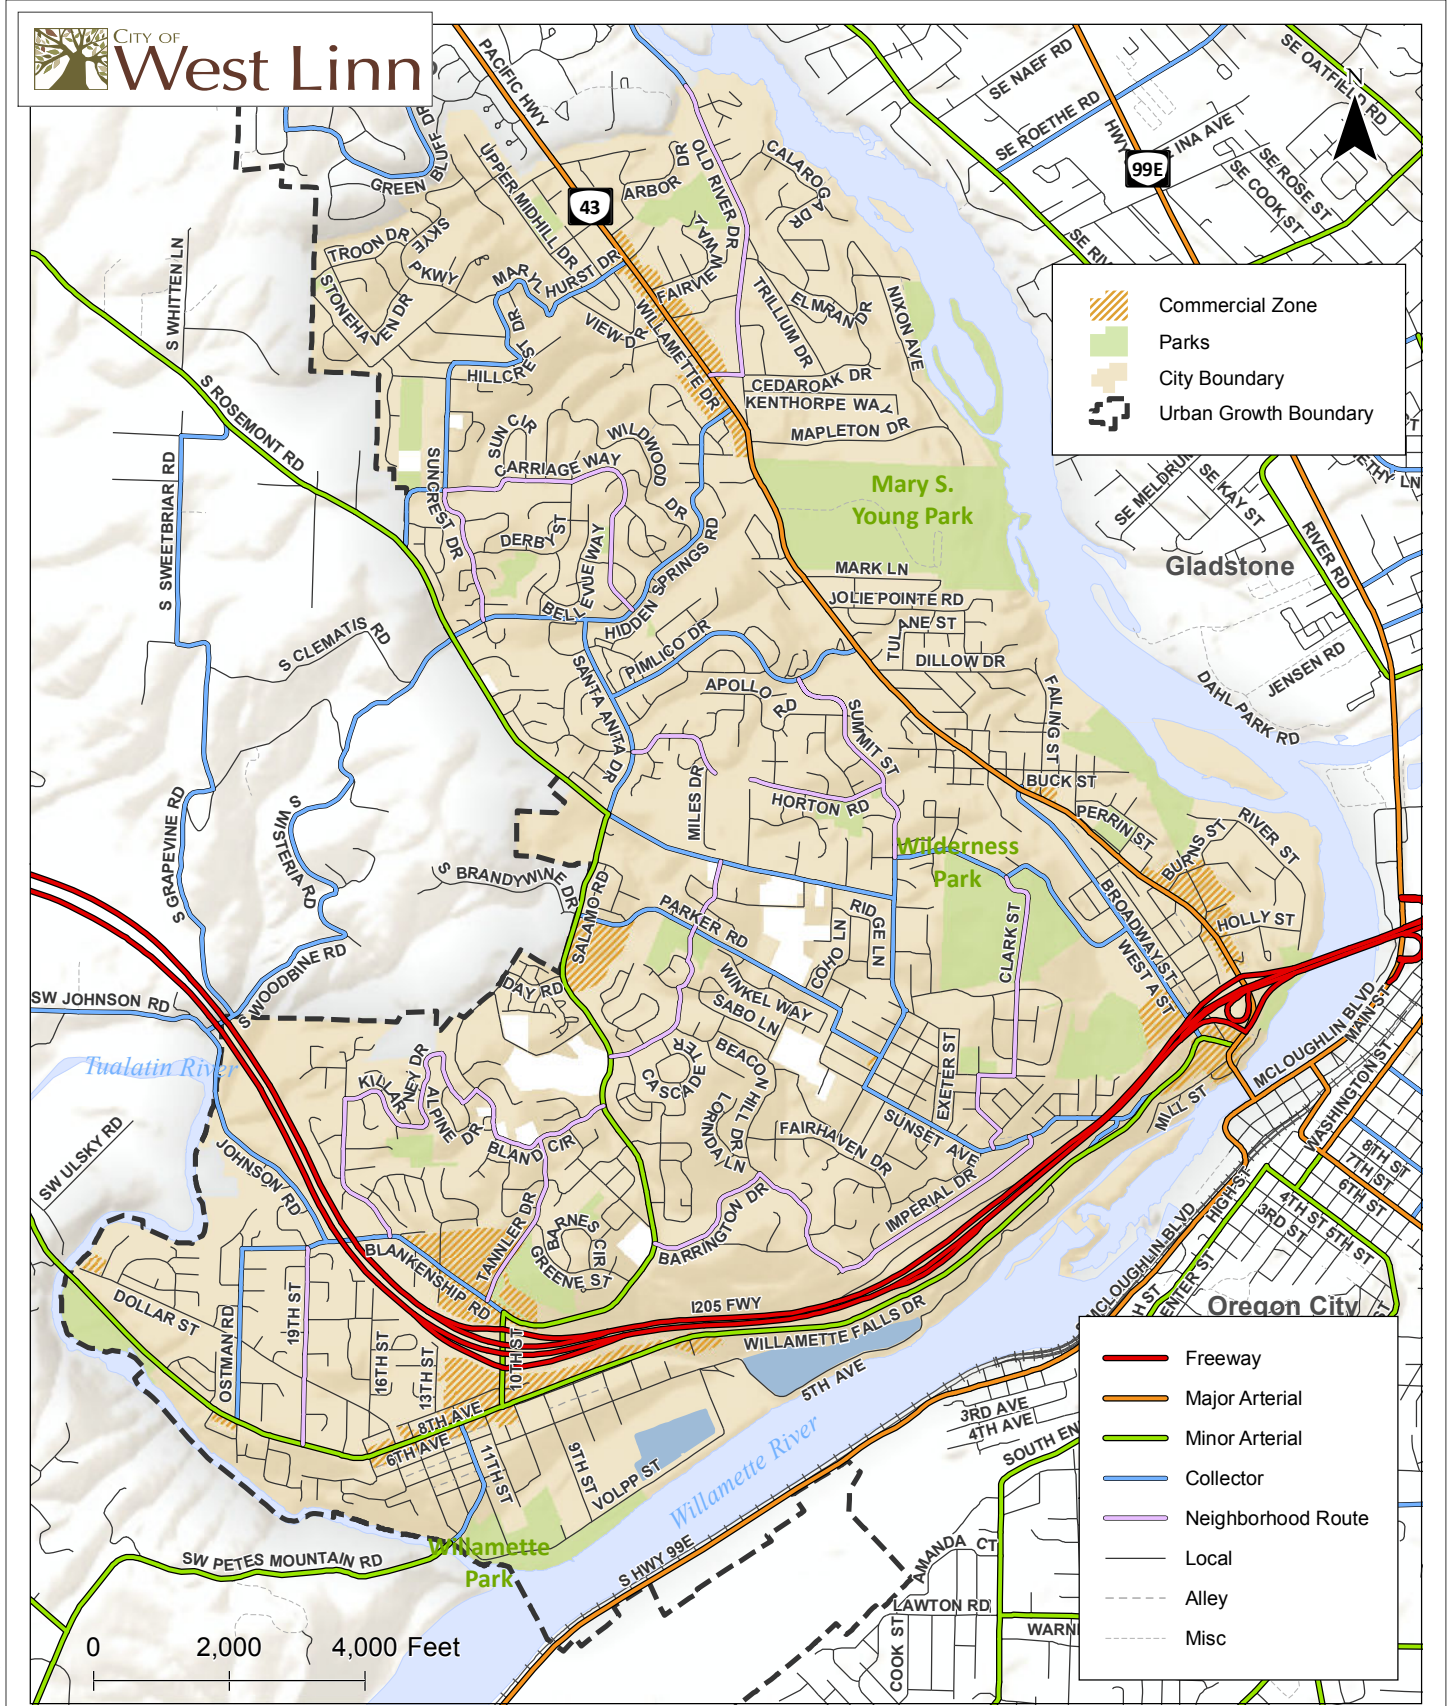 CITY OF
West Linn
PACIFIC HWY
SE NAEF RD
SE OATFIELD RD
N
SE ROETHE RD
HWY
99E
INA AVE
SE ROSE ST
SE COOK ST
GREEN BLUFF DR
UPPER MIDHILL DR
43
ARBOR DR
OLD RIVER DR
CALAROGA DR
SKYE
PKWY
TROON DR
STONEHAVEN DR
MARYLHURST DR
FAIRVIEW WAY
TRILLIUM DR
ELMRAN DR
NIXON AVE
VIEW DR
WILLAMETTE DR
HILLCREST DR
S WHITTEN LN
S ROSEMONT RD
CEDAROAK DR
KENTHORPE WAY
MAPLETON DR
Commercial Zone
Parks
City Boundary
Urban Growth Boundary
SUN CIR
CARRIAGE WAY
WILDWOOD DR
SUNCREST DR
DERBY ST
BELLEVUE WAY
HIDDEN SPRINGS RD
Mary S.
Young Park
SE MELDRUM
SE KAY ST
RIVER RD
Gladstone
MARK LN
JOLIE POINTE RD
TULANE ST
DILLOW DR
S SWEETBRIAR RD
S CLEMATIS RD
PIMLICO DR
SANTA ANITA DR
APOLLO RD
SUMMIT ST
FAILING ST
JENSEN RD
DAHL PARK RD
S GRAPEVINE RD
S WISTERIA RD
MILES DR
HORTON RD
BUCK ST
PERRIN ST
BURNS ST
RIVER ST
Wilderness
Park
S BRANDYWINE DR
SALAMO RD
PARKER RD
RIDGE LN
COHO LN
CLARK ST
BROADWAY ST
WEST A ST
HOLLY ST
SW JOHNSON RD
S WOODBINE RD
DAY RD
WINKEL WAY
SABO LN
MCLOUGHLIN BLVD
MAIN ST
Tualatin River
KILLARNEY DR
ALPINE DR
BLAND CIR
CASCADE TER
BEACON HILL DR
LORINDA LN
FAIRHAVEN DR
EXETER ST
SUNSET AVE
MILL ST
WASHINGTON ST
8TH ST
7TH ST
6TH ST
SW ULSKY RD
JOHNSON RD
BLANKENSHIP RD
TANNLER DR
BARNES CIR
GREENE ST
BARRINGTON DR
IMPERIAL DR
HIGH ST
4TH ST
3RD ST
5TH ST
MCLOUGHLIN BLVD
CENTER ST
Oregon City
DOLLAR ST
OSTMAN RD
19TH ST
16TH ST
13TH ST
10TH ST
I205 FWY
WILLAMETTE FALLS DR
5TH AVE
8TH AVE
6TH AVE
11TH ST
9TH ST
VOLPP ST
Willamette River
3RD AVE
4TH AVE
SOUTH EN
Freeway
Major Arterial
Minor Arterial
Collector
Neighborhood Route
Local
Alley
Misc
SW PETES MOUNTAIN RD
Willamette
Park
S HWY 99E
AMANDA CT
LAWTON RD
COOK ST
WARN
0 2,000 4,000 Feet